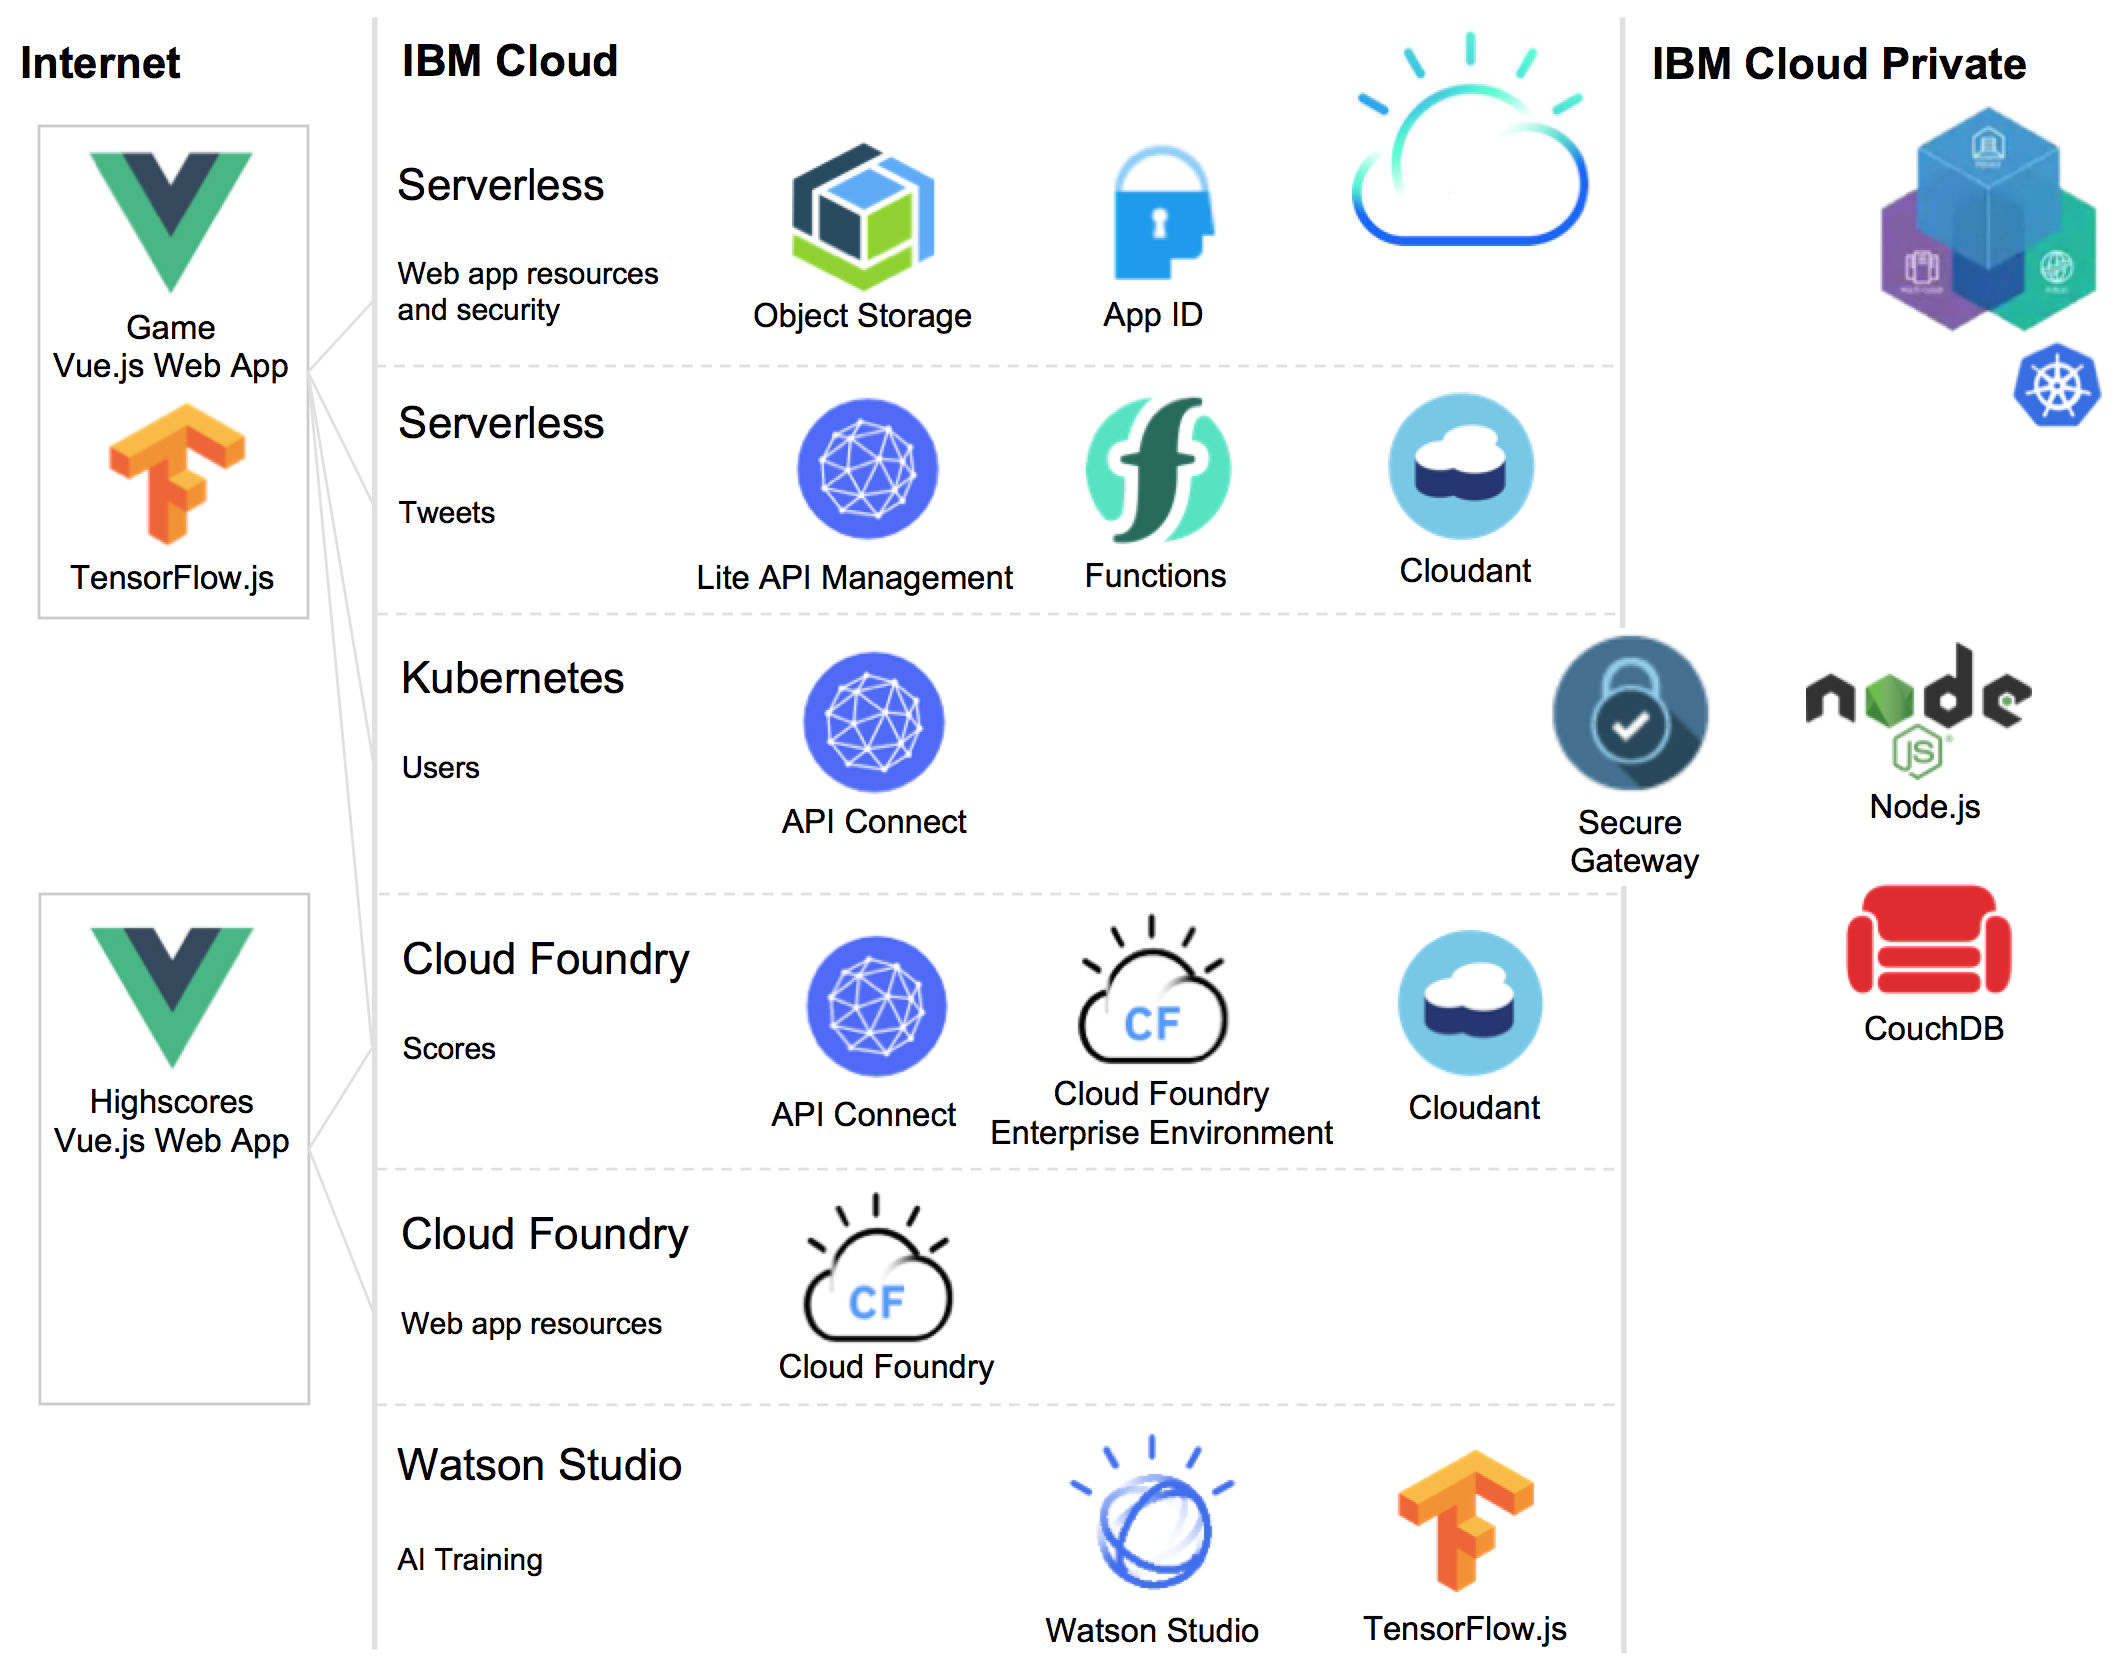 Internet
IBM Cloud
IBM Cloud Private
Game
Vue.js Web App
TensorFlow.js
Serverless
Web app resources
and security
Object Storage
App ID
Serverless
Tweets
Lite API Management
Functions
Cloudant
Kubernetes
Users
API Connect
Secure
Gateway
node
JS
Node.js
CouchDB
Highscores
Vue.js Web App
Cloud Foundry
Scores
API Connect
CF
Cloud Foundry
Enterprise Environment
Cloudant
Cloud Foundry
Web app resources
CF
Cloud Foundry
Watson Studio
AI Training
Watson Studio
TensorFlow.js